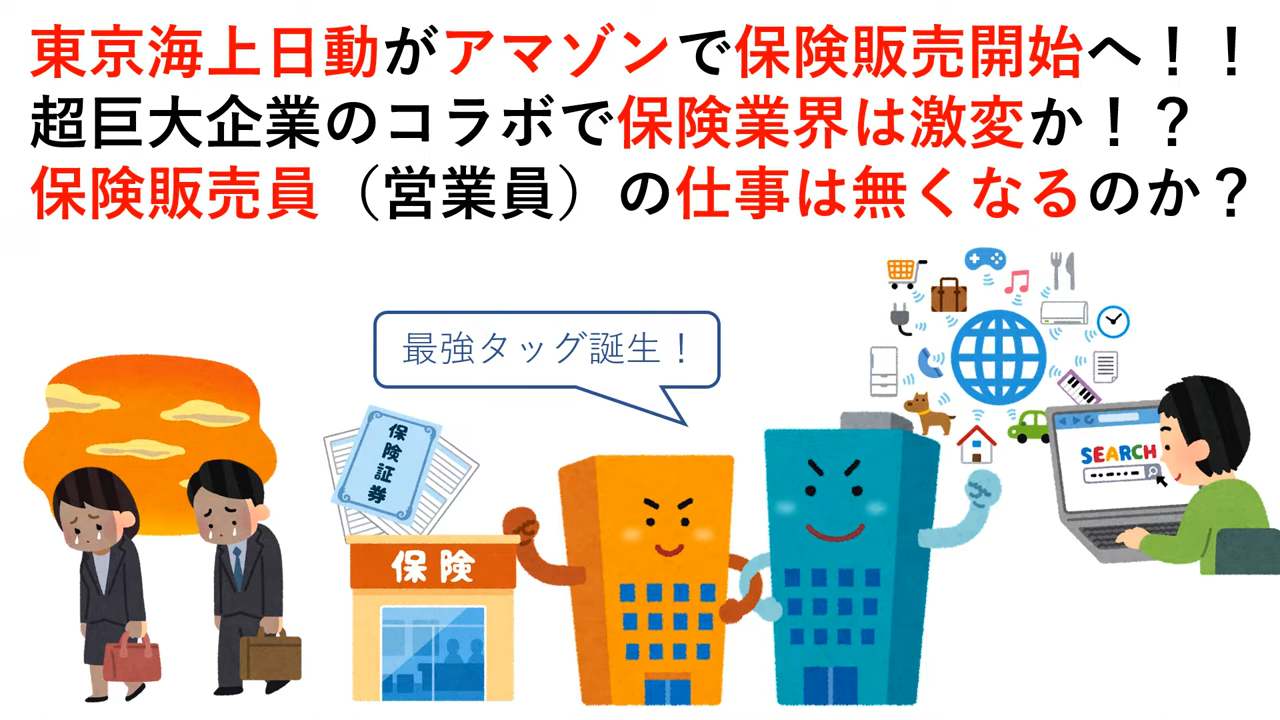 東京海上日動がアマゾンで保険販売開始へ！！
超巨大企業のコラボで保険業界は激変か！？
保険販売員（営業員）の仕事は無くなるのか？
最強タッグ誕生！
保険証券
保険
SEARCH